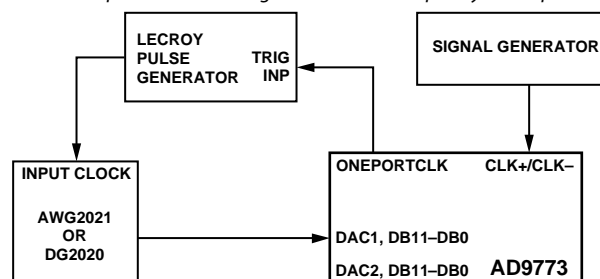 LECROY
PULSE
GENERATOR
TRIG
INP
SIGNAL GENERATOR
INPUT CLOCK
AWG2021
OR
DG2020
ONEPORTCLK CLK+/CLK–
DAC1, DB11–DB0
DAC2, DB11–DB0 AD9773